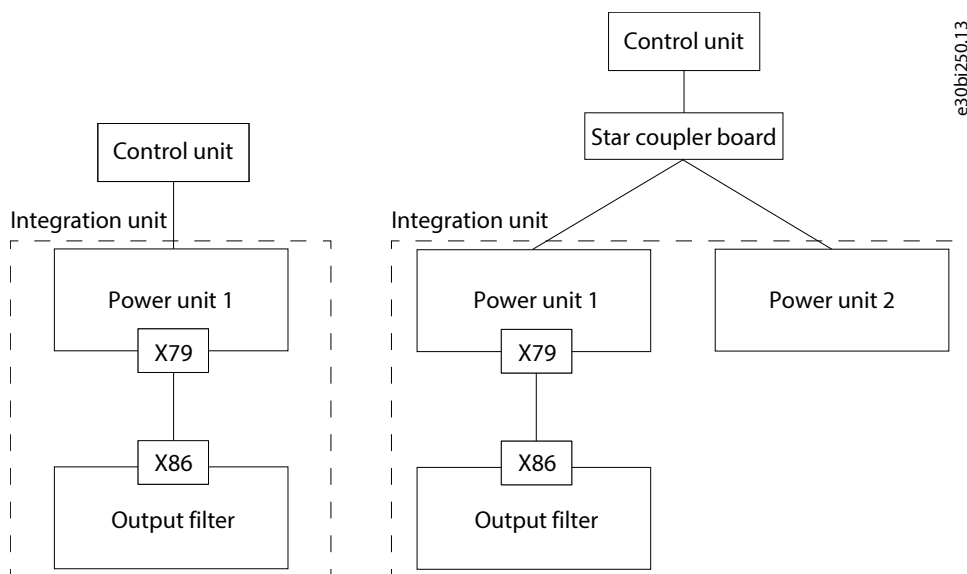 Control unit
Integration unit
Power unit 1
X79
X86
Output filter
Control unit
Star coupler board
Integration unit
Power unit 1
Power unit 2
X79
X86
Output filter
e30bi250.13